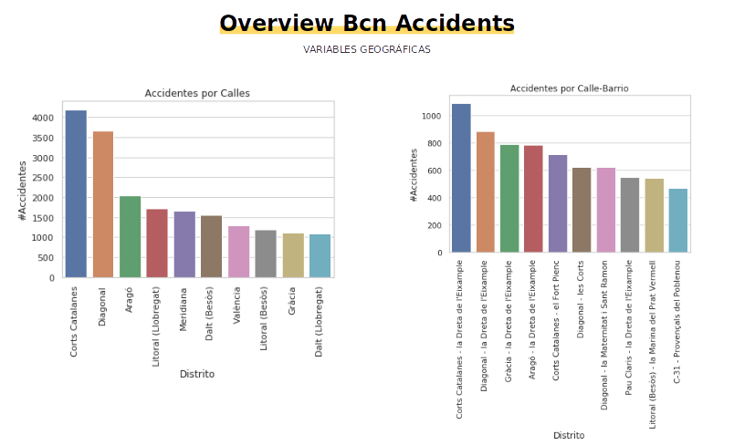 Overview Bcn Accidents
VARIABLES GEOGRÁFICAS
Accidentes por Calles
#Accidentes
4000
3500
3000
2500
2000
1500
1000
500
0
Corts Catalanes
Diagonal
Aragó
Litoral (Llobregat)
Meridiana
Dalt (Besòs)
València
Litoral (Besòs)
Gràcia
Dalt (Llobregat)
Distrito
Accidentes por Calle-Barrio
#Accidentes
1000
800
600
400
200
0
Corts Catalanes - la Dreta de l'Eixample
Diagonal - la Dreta de l'Eixample
Gràcia - la Dreta de l'Eixample
Aragó - la Dreta de l'Eixample
Corts Catalanes - el Fort Pienc
Diagonal - les Corts
Diagonal - la Maternitat i Sant Ramon
Pau Claris - la Dreta de l'Eixample
Litoral (Besòs) - la Marina del Prat Vermell
C-31 - Provençals del Poblenou
Distrito